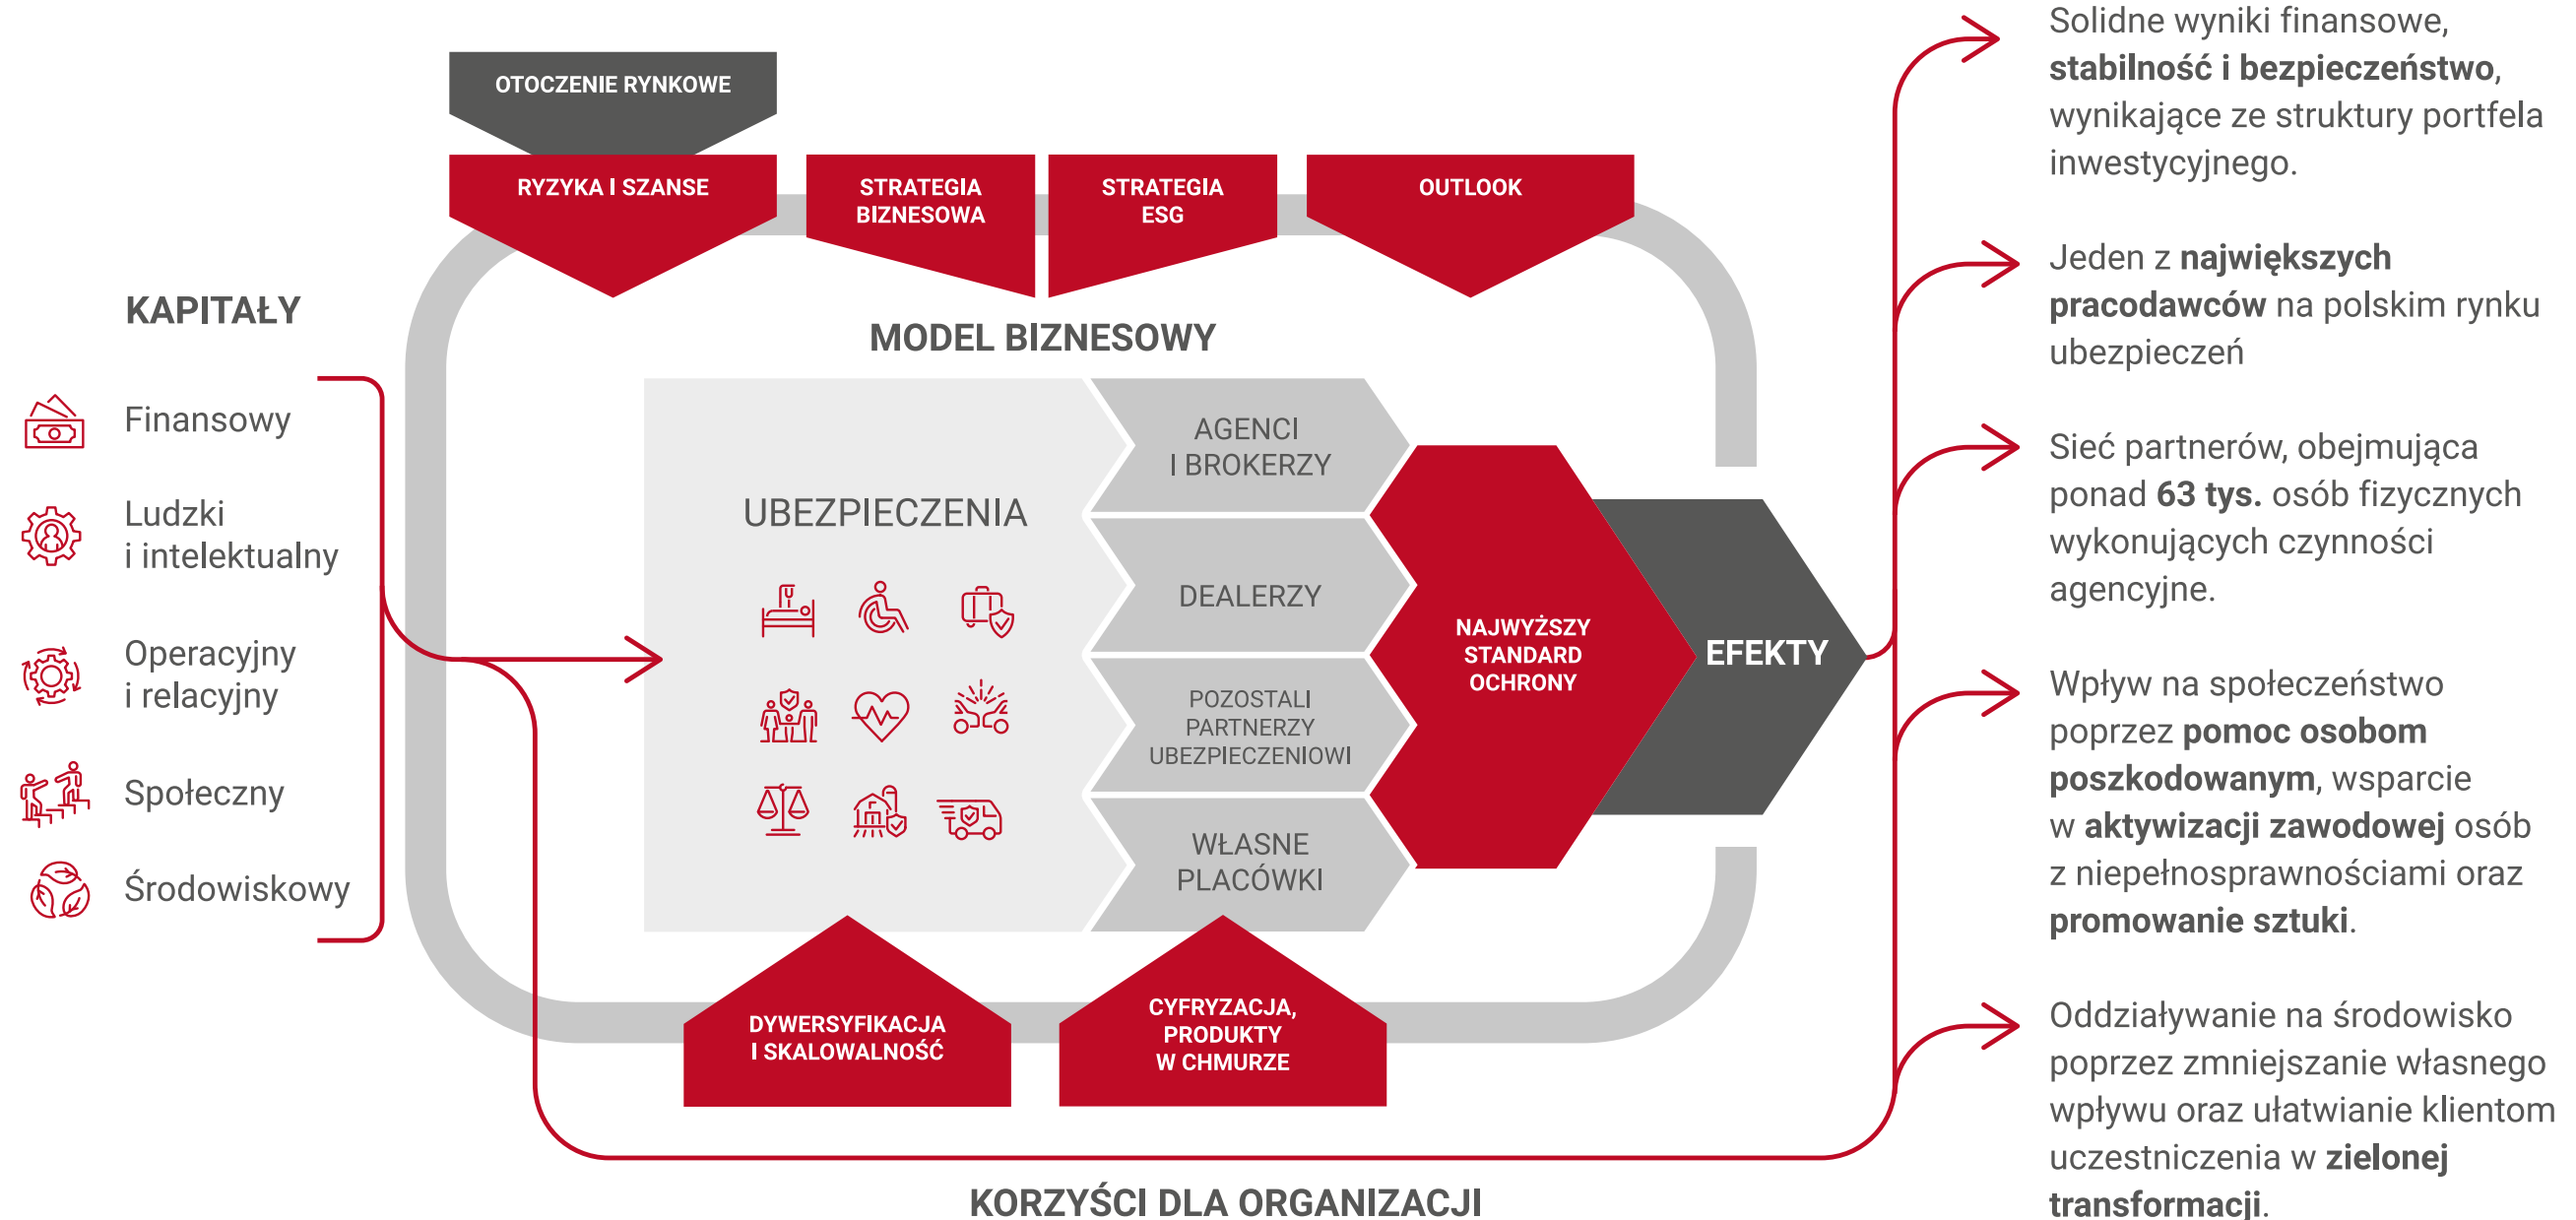 OTOCZENIE RYNKOWE
RYZYKA I SZANSE
STRATEGIA
BIZNESOWA
STRATEGIA
ESG
OUTLOOK
KAPITAŁY
Finansowy
Ludzki
i intelektualny
Operacyjny
i relacyjny
Społeczny
Środowiskowy
MODEL BIZNESOWY
UBEZPIECZENIA
AGENCI
I BROKERZY
DEALERZY
POZOSTALI
PARTNERZY
UBEZPIECZENIOWI
WŁASNE
PLACÓWKI
NAJWYŻSZY
STANDARD
OCHRONY
EFEKTY
DYWERSYFIKACJA
I SKALOWALNOŚĆ
CYFRYZACJA,
PRODUKTY
W CHMURZE
KORZYŚCI DLA ORGANIZACJI
Solidne wyniki finansowe,
stabilność i bezpieczeństwo,
wynikające ze struktury portfela
inwestycyjnego.
Jeden z największych
pracodawców na polskim rynku
ubezpieczeń
Sieć partnerów, obejmująca
ponad 63 tys. osób fizycznych
wykonujących czynności
agencyjne.
Wpływ na społeczeństwo
poprzez pomoc osobom
poszkodowanym, wsparcie
w aktywizacji zawodowej osób
z niepełnosprawnościami oraz
promowanie sztuki.
Oddziaływanie na środowisko
poprzez zmniejszanie własnego
wpływu oraz ułatwianie klientom
uczestniczenia w zielonej
transformacji.